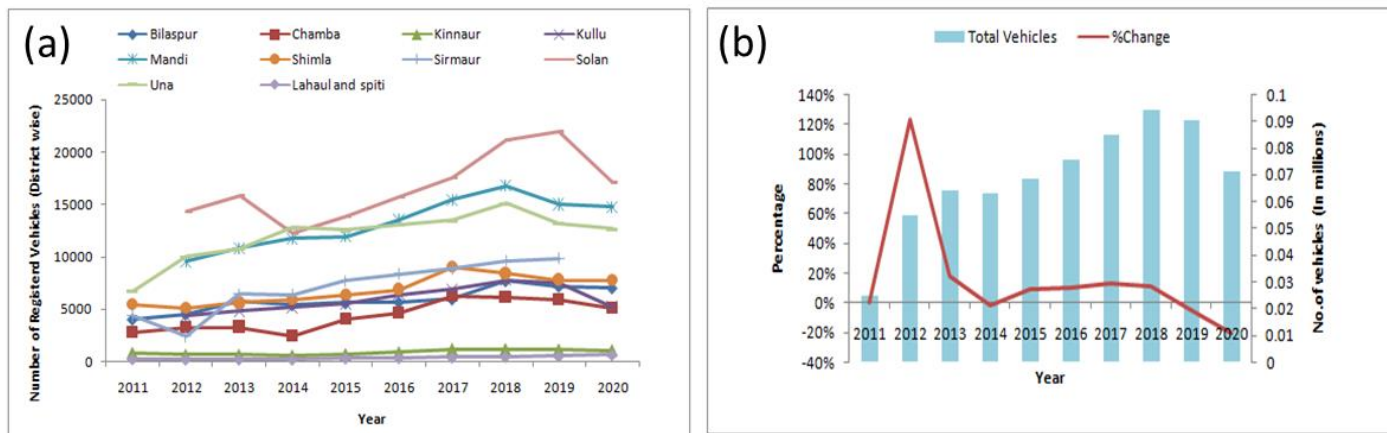 (a)
Bilaspur Chamba Kinnaur Kullu
Mandi Shimla Sirmaur Solan
Una Lahaul and spiti
Number of Registerd Vehicles (District wise)
25000
20000
15000
10000
5000
0
2011 2012 2013 2014 2015 2016 2017 2018 2019 2020
Year
(b)
Total Vehicles %Change
Percentage
140%
120%
100%
80%
60%
40%
20%
0%
-20%
-40%
2011 2012 2013 2014 2015 2016 2017 2018 2019 2020
Year
0.1
0.09
0.08
0.07
0.06
0.05
0.04
0.03
0.02
0.01
0
No.of vehicles (In millions)